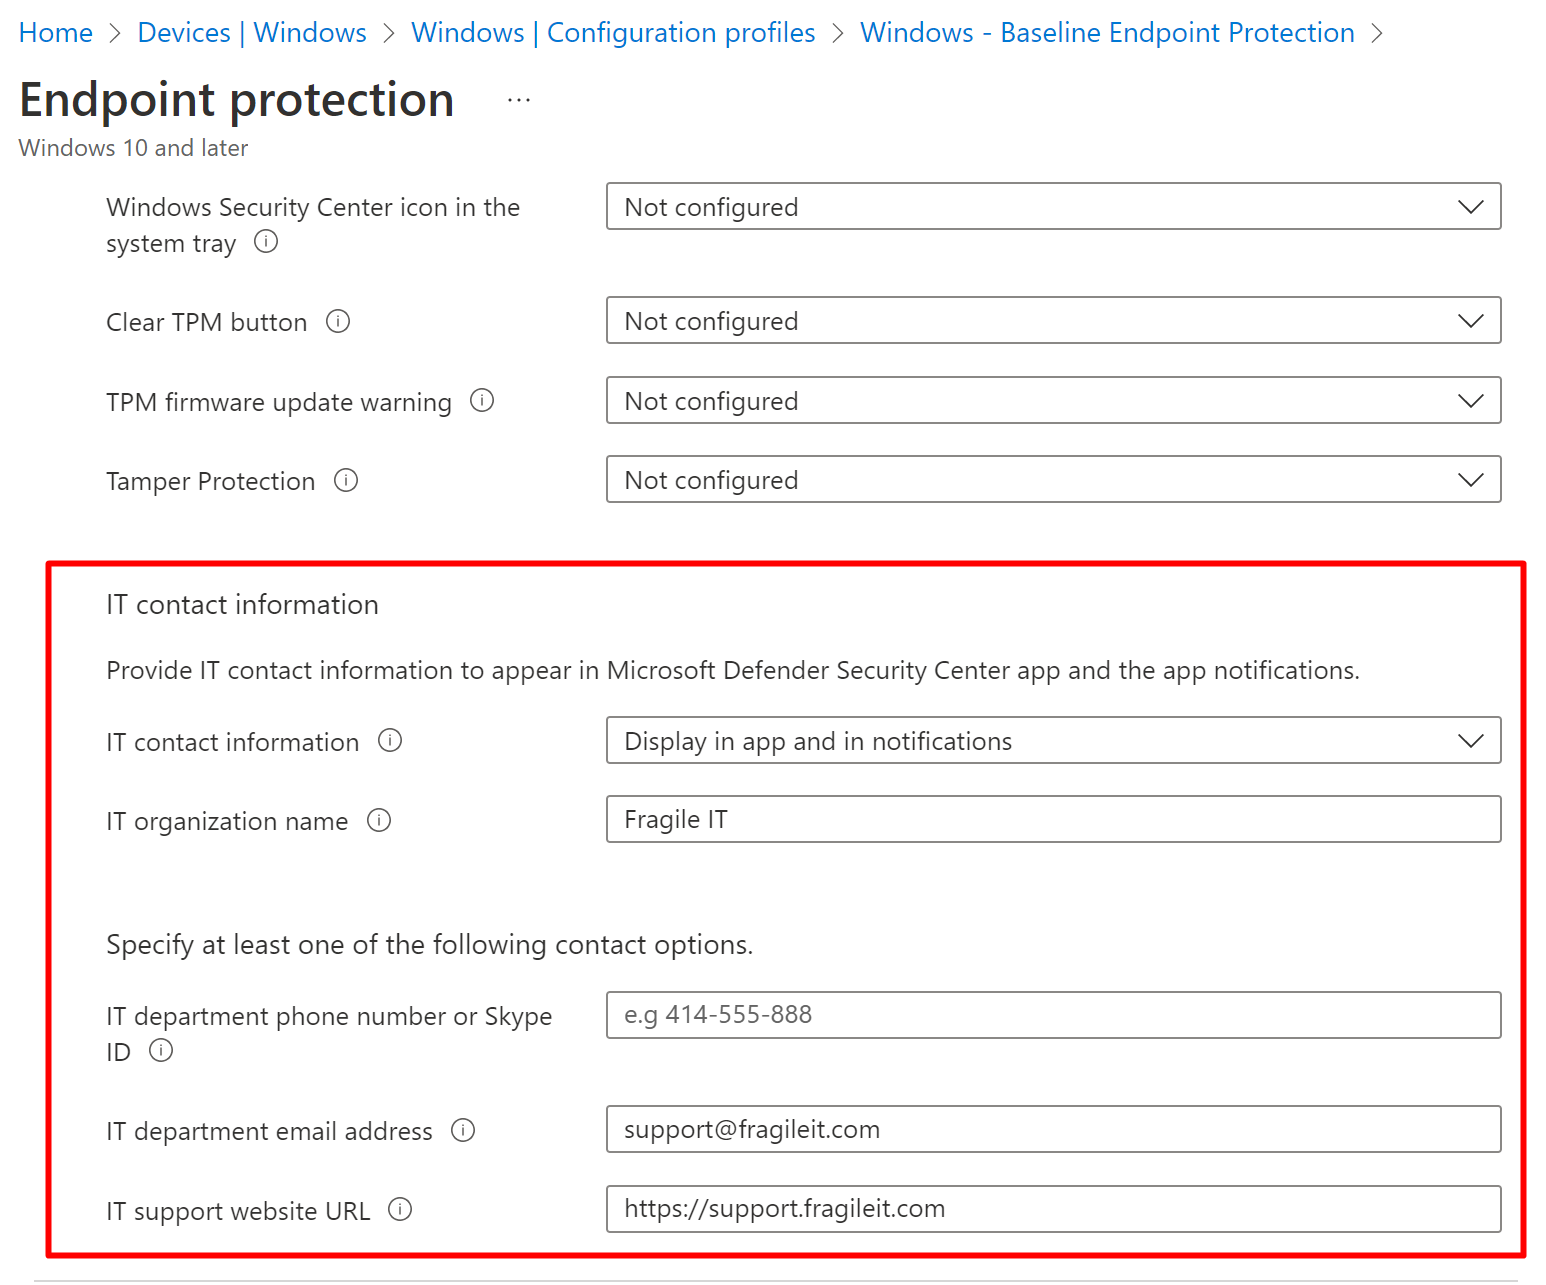 Home > Devices | Windows > Windows | Configuration profiles > Windows - Baseline Endpoint Protection >
Endpoint protection ...
Windows 10 and later
Windows Security Center icon in the
system tray
Not configured
Clear TPM button
Not configured
TPM firmware update warning
Not configured
Tamper Protection
Not configured
IT contact information
Provide IT contact information to appear in Microsoft Defender Security Center app and the app notifications.
IT contact information
Display in app and in notifications
IT organization name
Fragile IT
Specify at least one of the following contact options.
IT department phone number or Skype
ID
e.g 414-555-888
IT department email address
support@fragileit.com
IT support website URL
https://support.fragileit.com